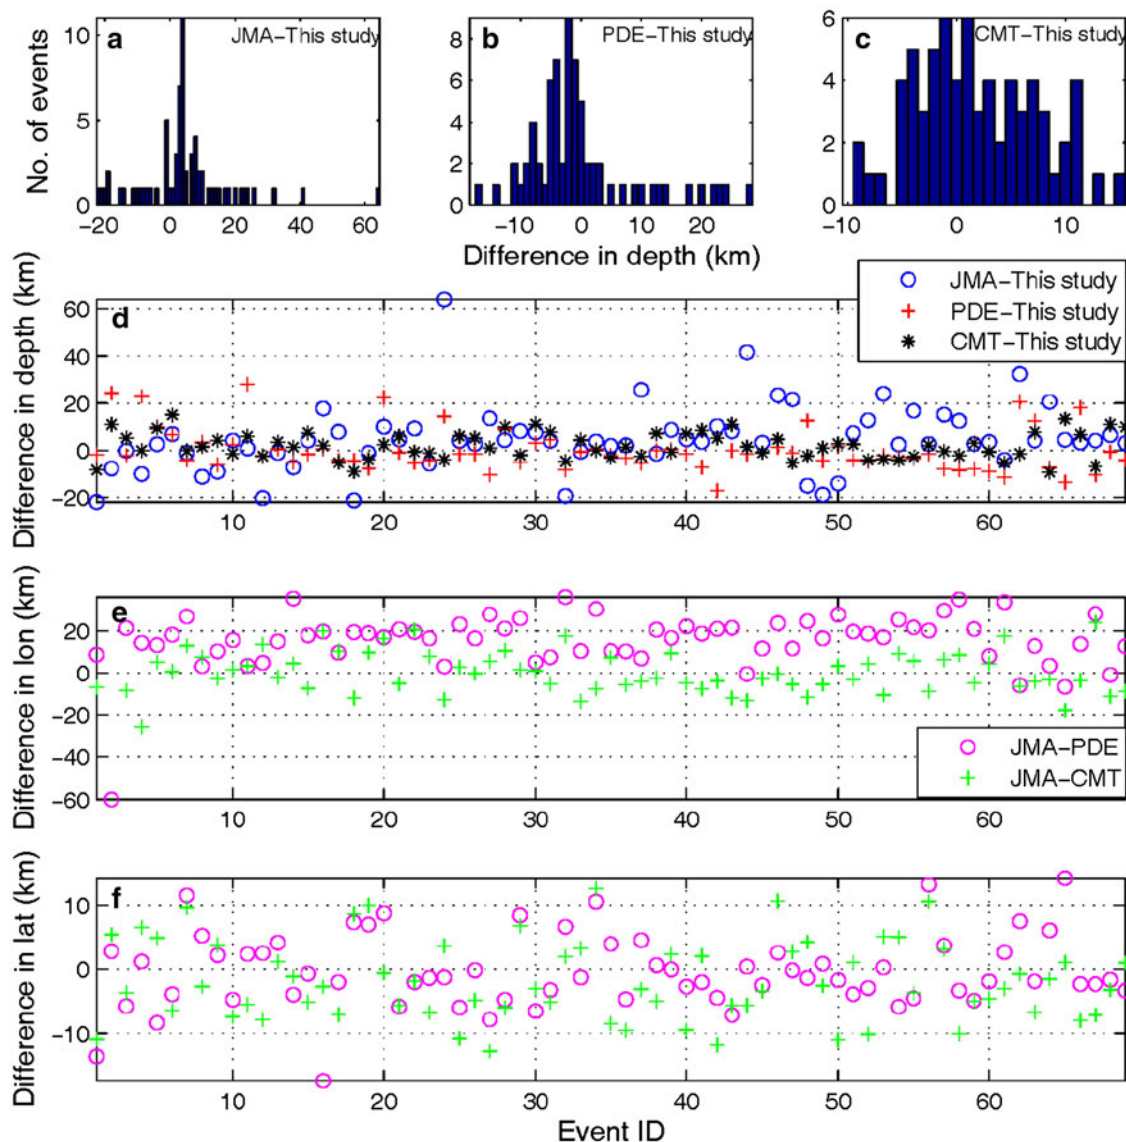 a JMA−This study
b PDE−This study
c CMT−This study
No. of events
10
5
0
−20 0 20 40 60
8
6
4
2
0
−10 0 10 20
6
4
2
0
−10 0 10
Difference in depth (km)
JMA−This study
PDE−This study
CMT−This study
d
Difference in depth (km)
60
40
20
0
−20
10 20 30 40 50 60
e
Difference in lon (km)
20
0
−20
−40
−60
JMA−PDE
JMA−CMT
10 20 30 40 50 60
f
Difference in lat (km)
10
0
−10
10 20 30 40 50 60
Event ID